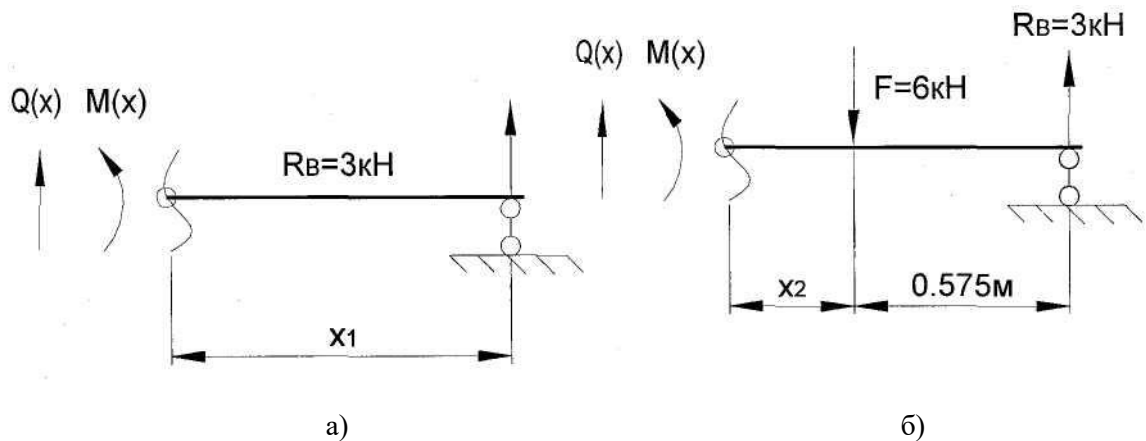 Q(x) M(x)
RB=3кН
x1
а)
Q(x) M(x)
F=6кН
RB=3кН
x2
0.575м
б)